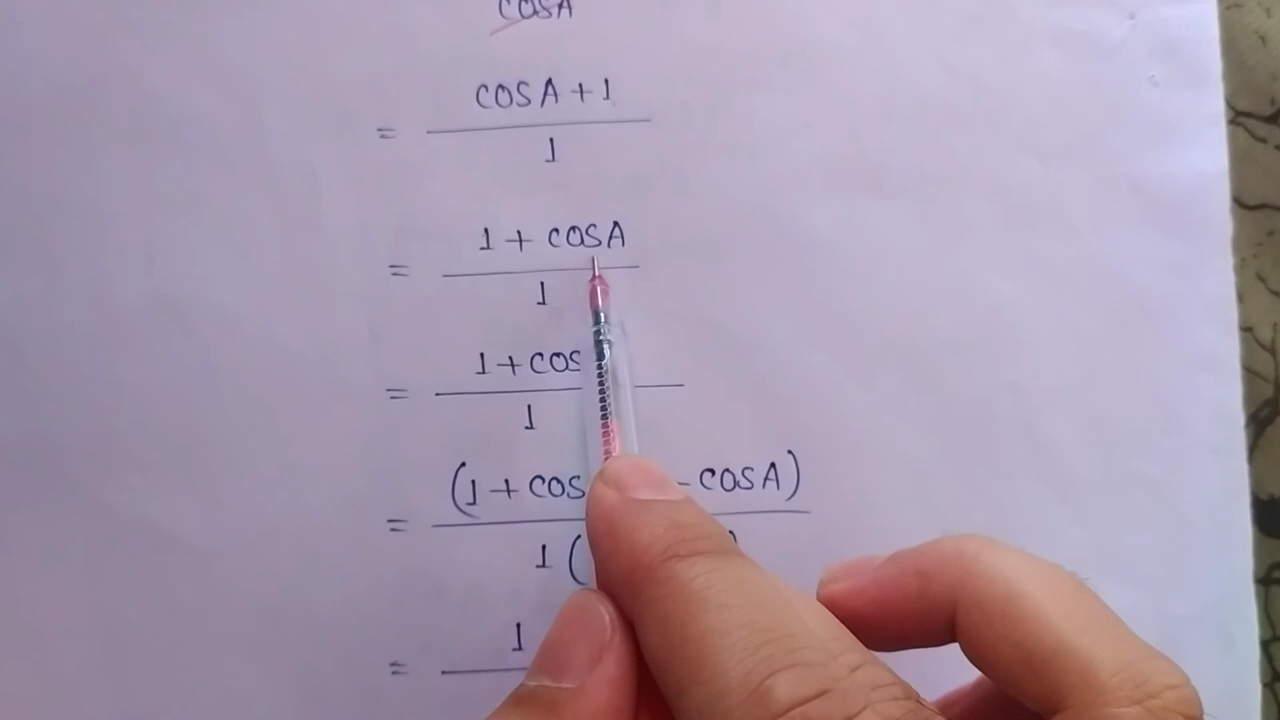 COSA
COSA + 1
=
1
1 + COSA
=
1
1 + COS
=
1
(1 + COS - COSA)
=
1 (
1
=